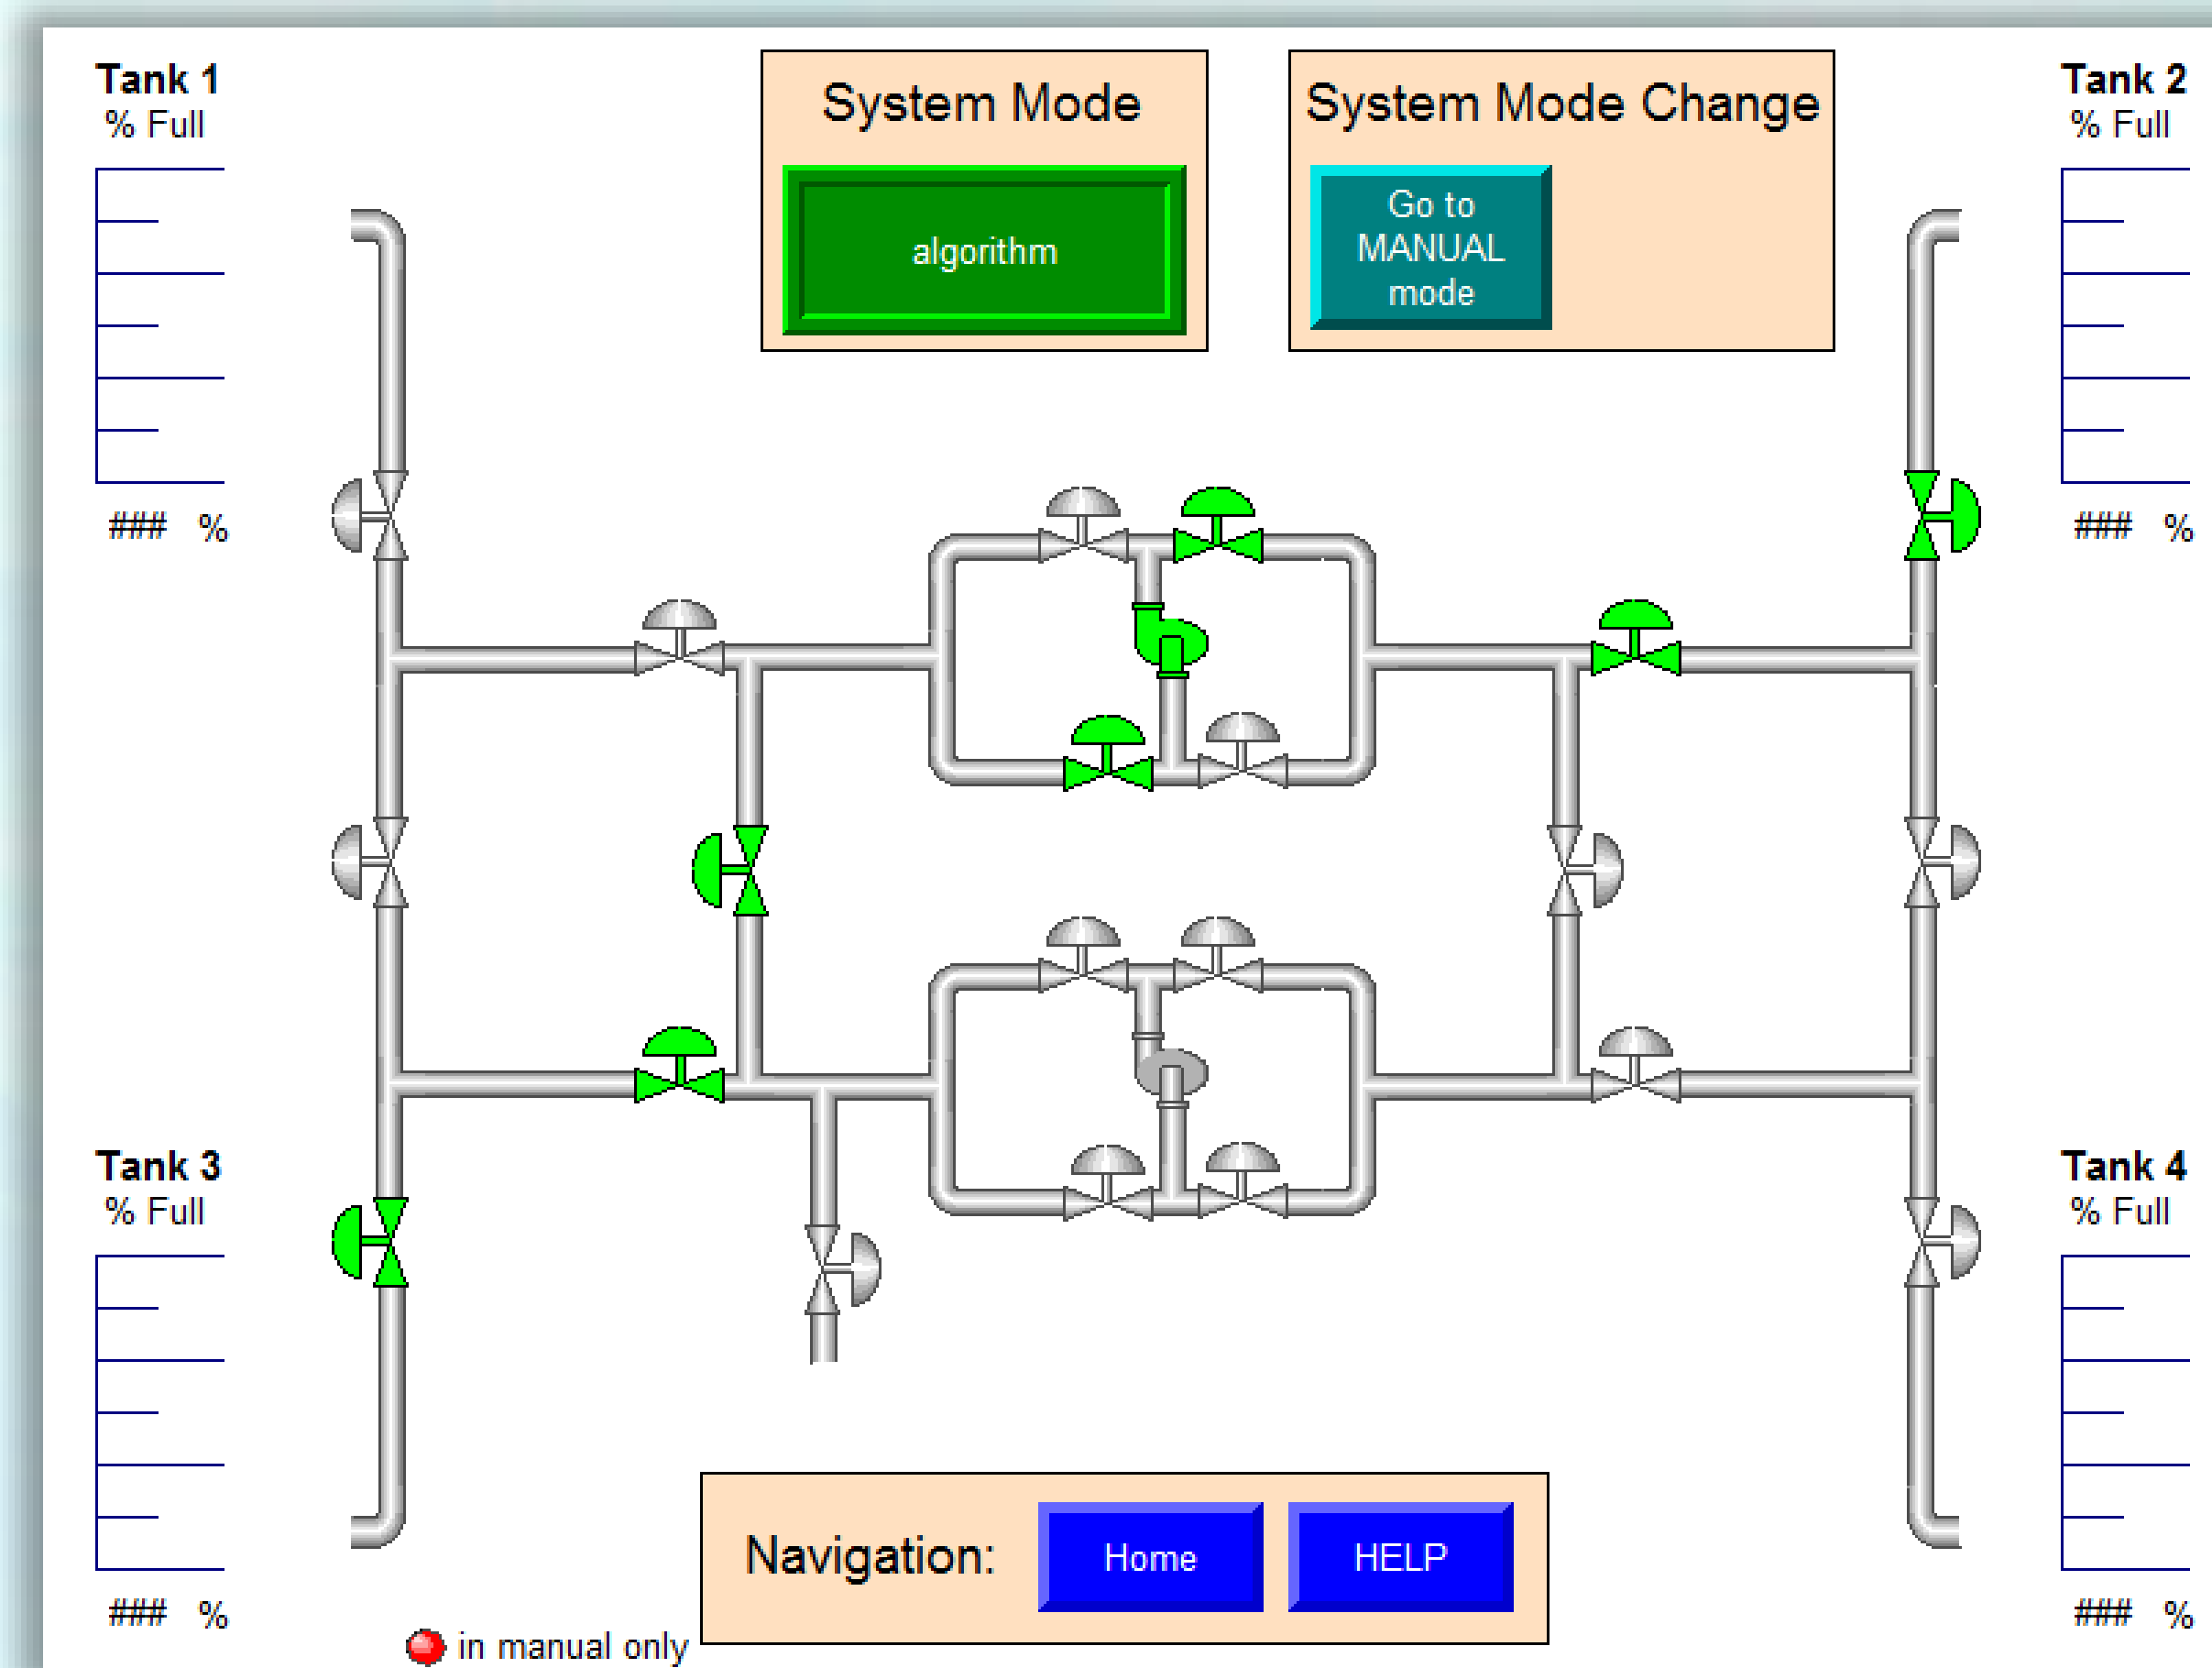 Tank 1
% Full
### %
System Mode
algorithm
System Mode Change
Go to
MANUAL
mode
Tank 2
% Full
### %
Tank 3
% Full
### %
Tank 4
% Full
### %
in manual only
Navigation:
Home
HELP